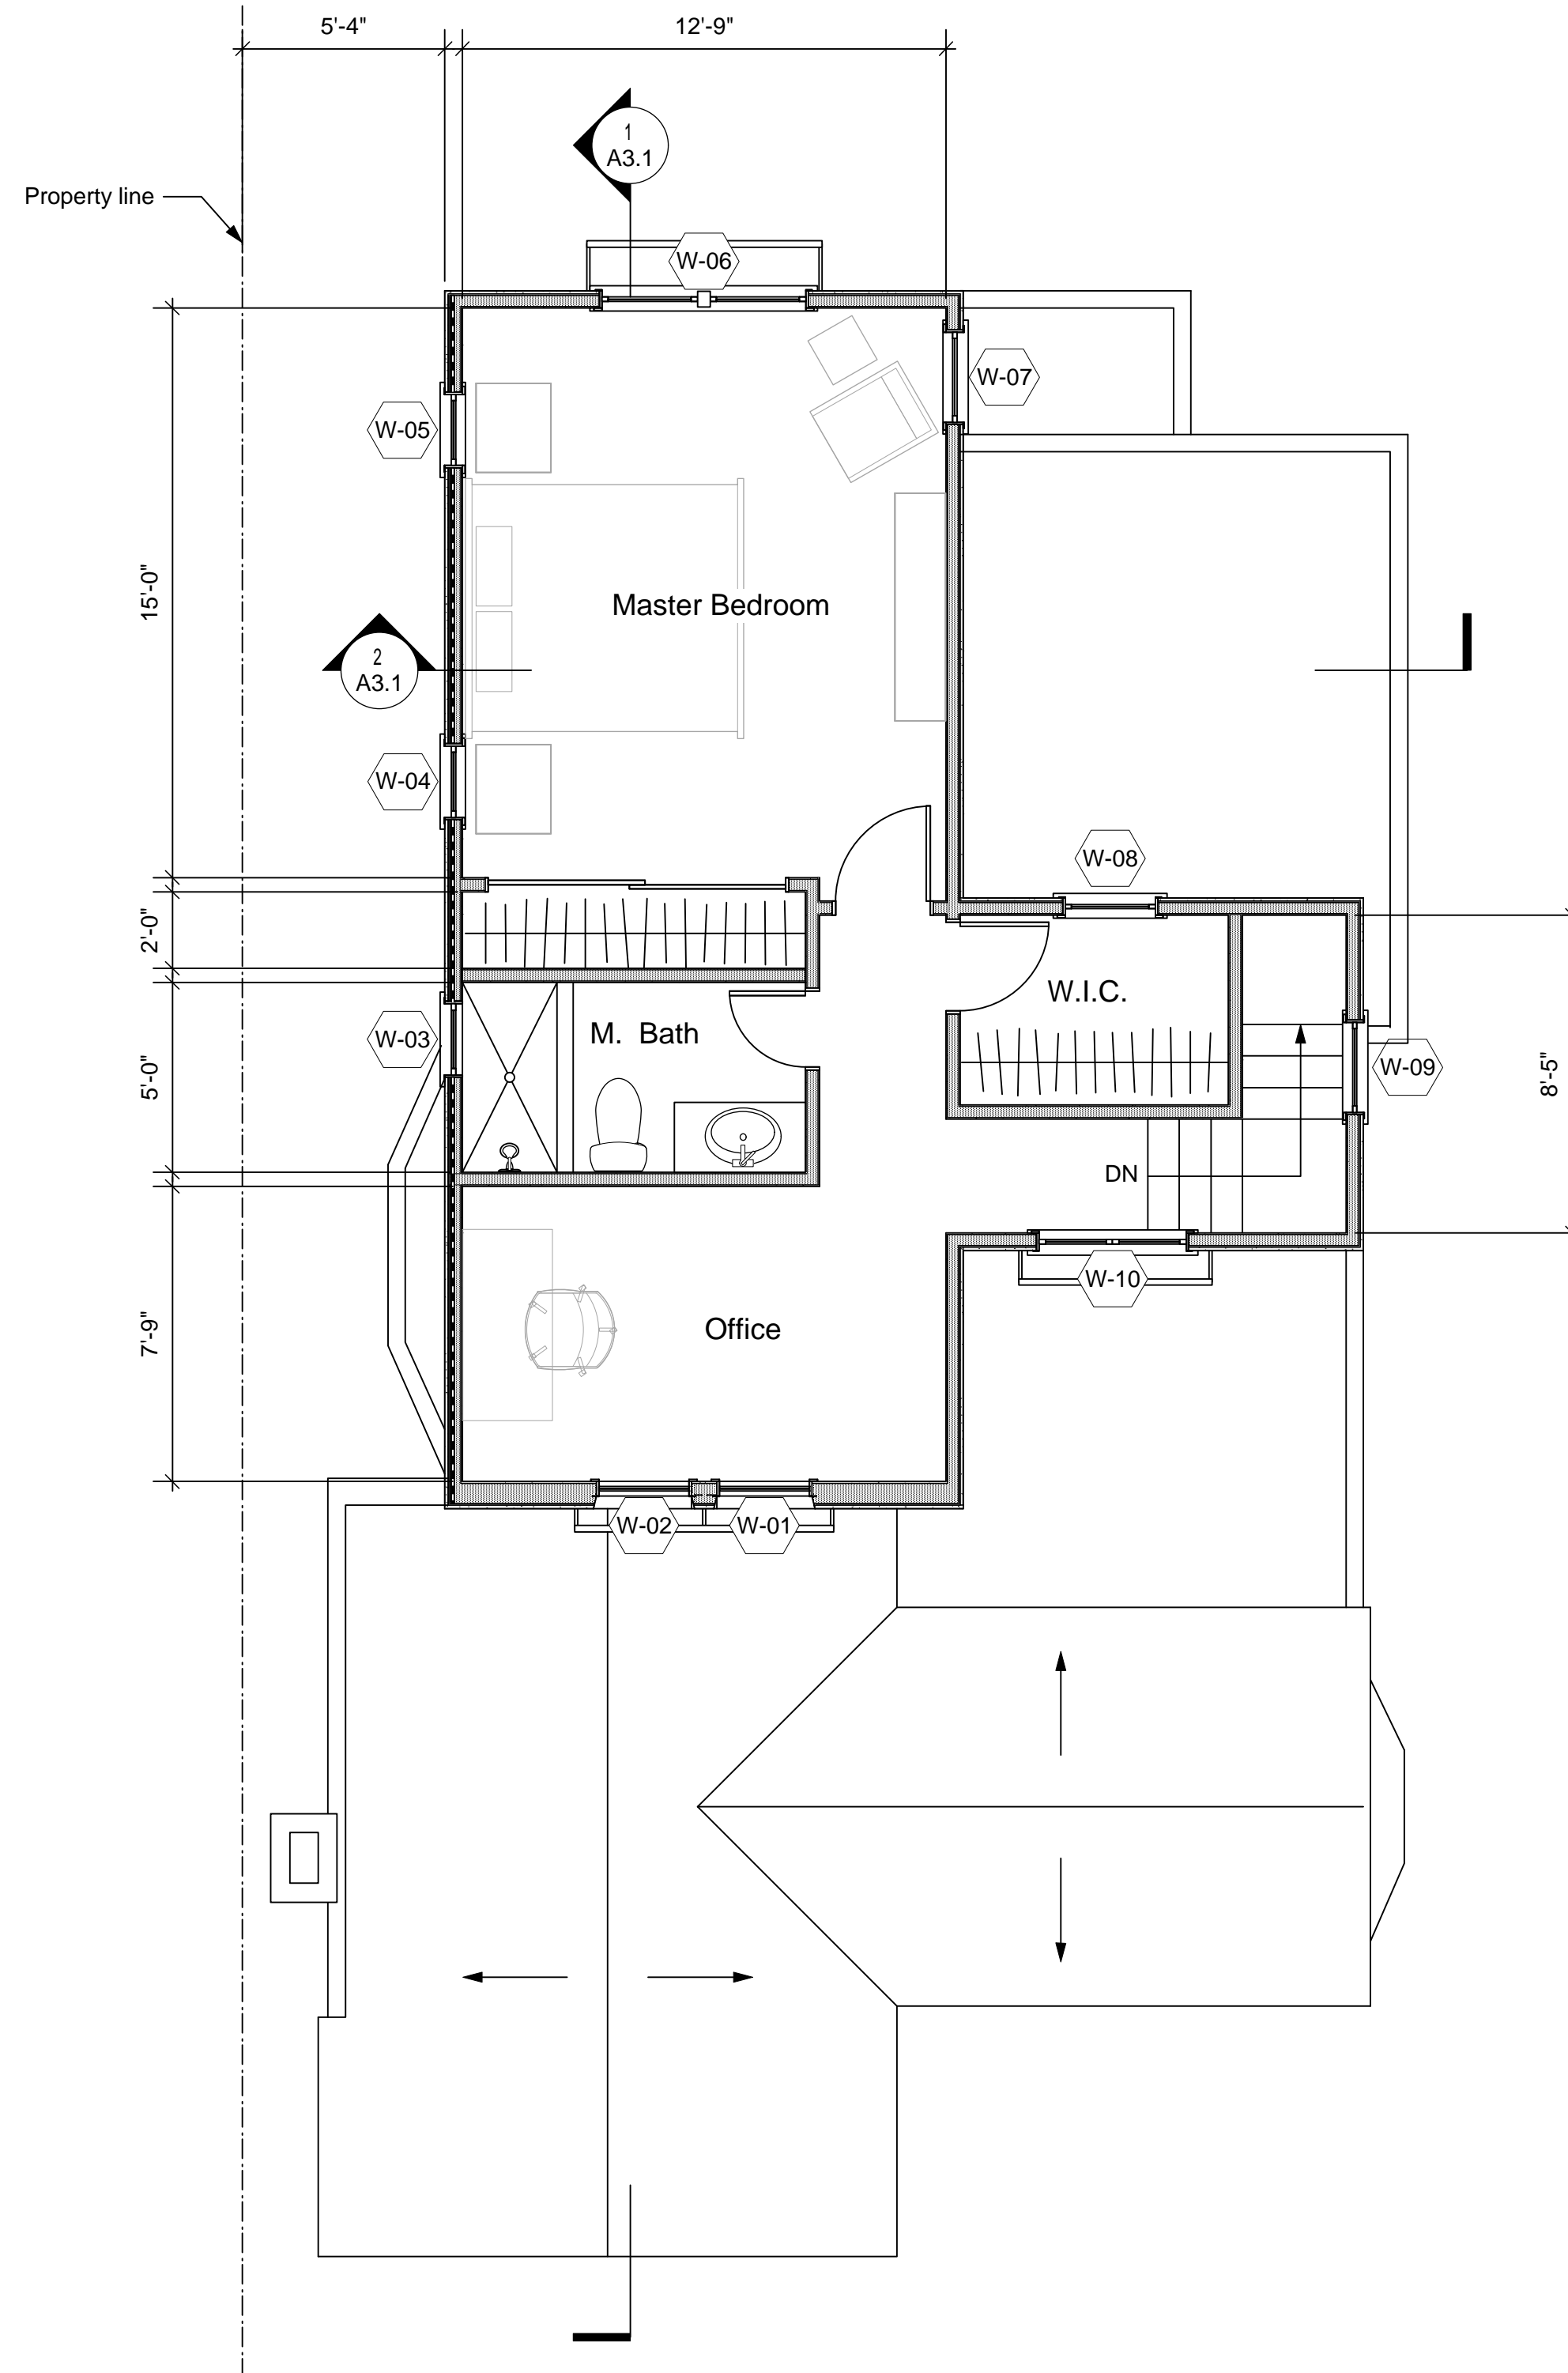 5'-4"
12'-9"
1
A3.1
Property line
W-06
W-07
W-05
15'-0"
Master Bedroom
2
A3.1
W-04
W-08
2'-0"
W.I.C.
M. Bath
W-03
5'-0"
W-09
8'-5"
DN
W-10
7'-9"
Office
W-02
W-01